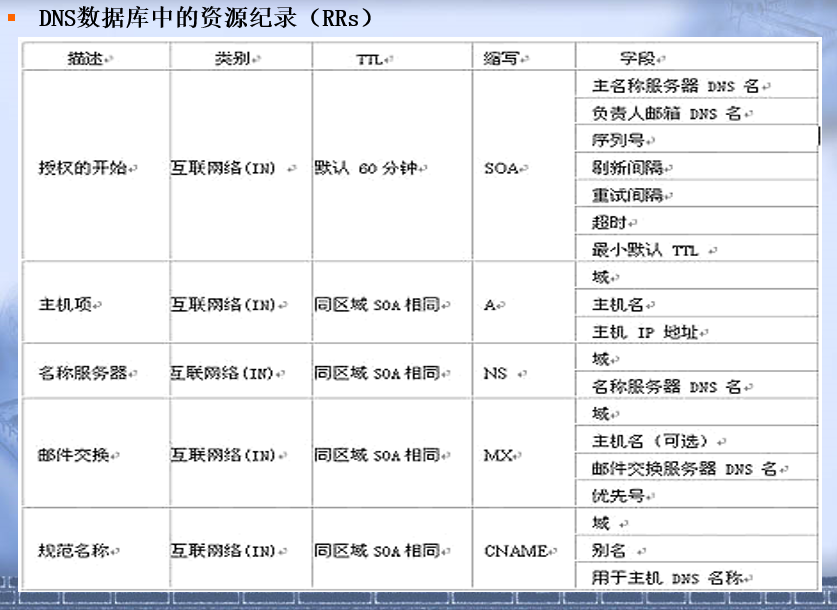 DNS数据库中的资源纪录（RRs）
描述 类别 TTL 缩写 字段
授权的开始 互联网络(IN) 默认 60 分钟 SOA
主名称服务器 DNS 名
负责人邮箱 DNS 名
序列号
刷新间隔
重试间隔
超时
最小默认 TTL
主机项 互联网络(IN) 同区域 SOA 相同 A
域
主机名
主机 IP 地址
名称服务器 互联网络(IN) 同区域 SOA 相同 NS
域
名称服务器 DNS 名
邮件交换 互联网络(IN) 同区域 SOA 相同 MX
域
主机名（可选）
邮件交换服务器 DNS 名
优先号
规范名称 互联网络(IN) 同区域 SOA 相同 CNAME
域
别名
用于主机 DNS 名称